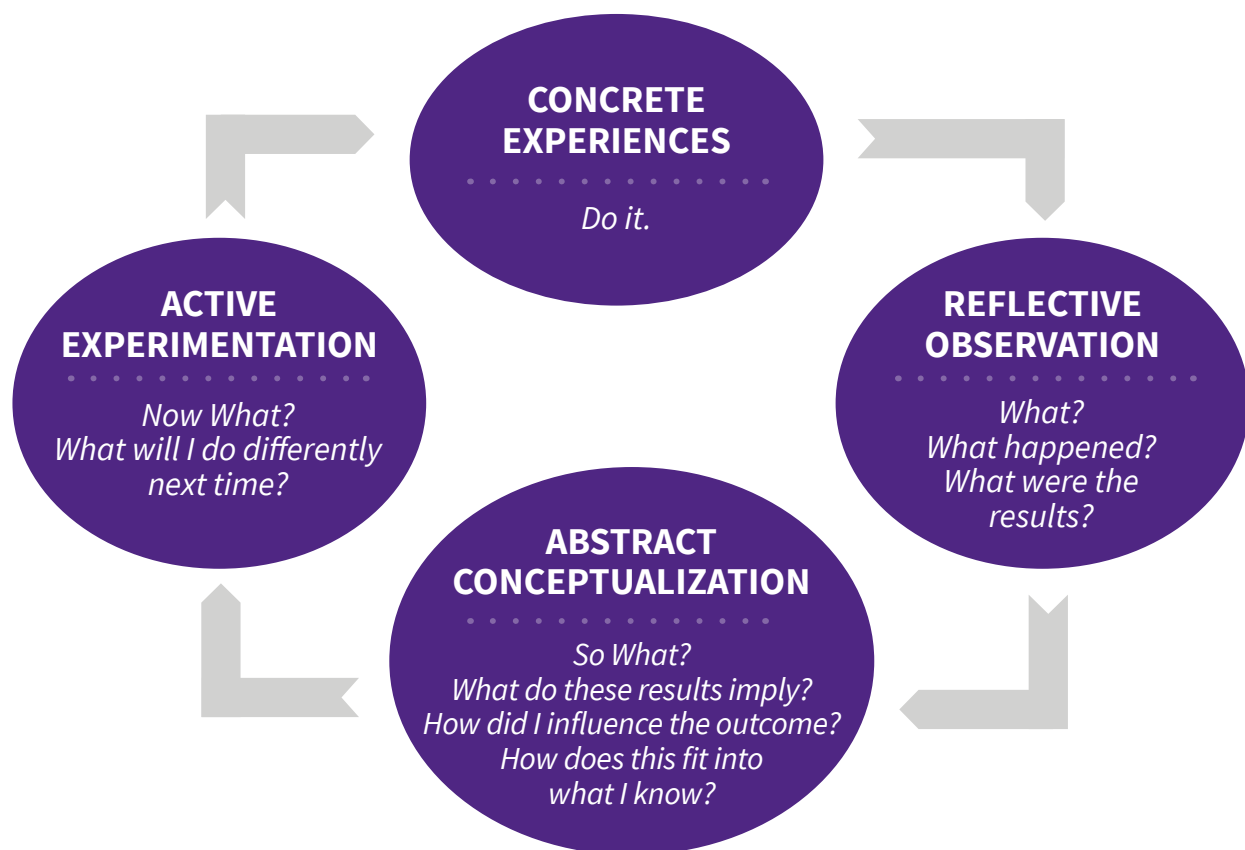 CONCRETE
EXPERIENCES
Do it.
REFLECTIVE
OBSERVATION
What?
What happened?
What were the
results?
ABSTRACT
CONCEPTUALIZATION
So What?
What do these results imply?
How did I influence the outcome?
How does this fit into
what I know?
ACTIVE
EXPERIMENTATION
Now What?
What will I do differently
next time?